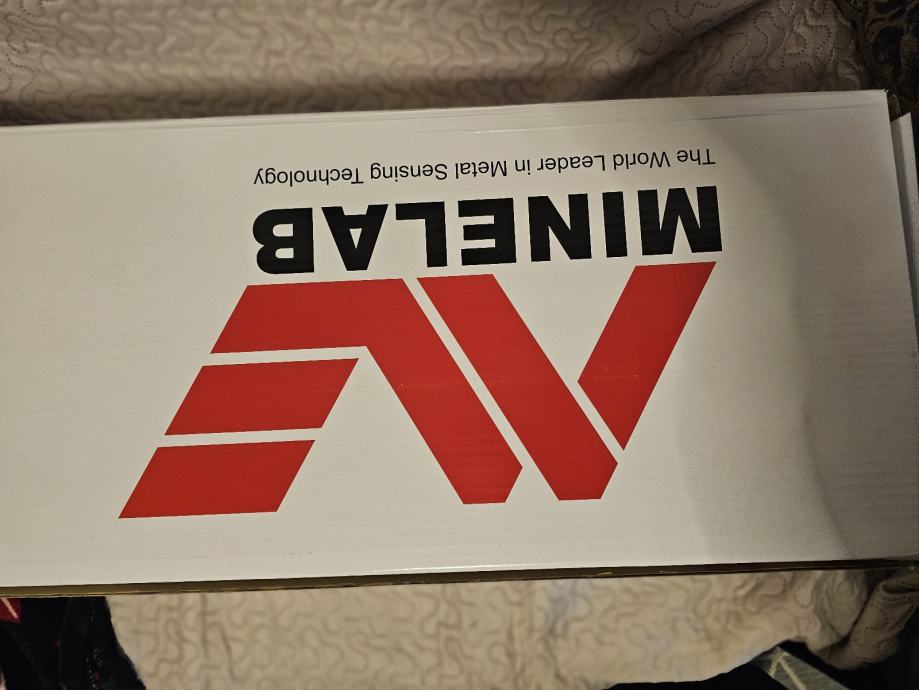 MINELAB
The World Leader in Metal Sensing Technology